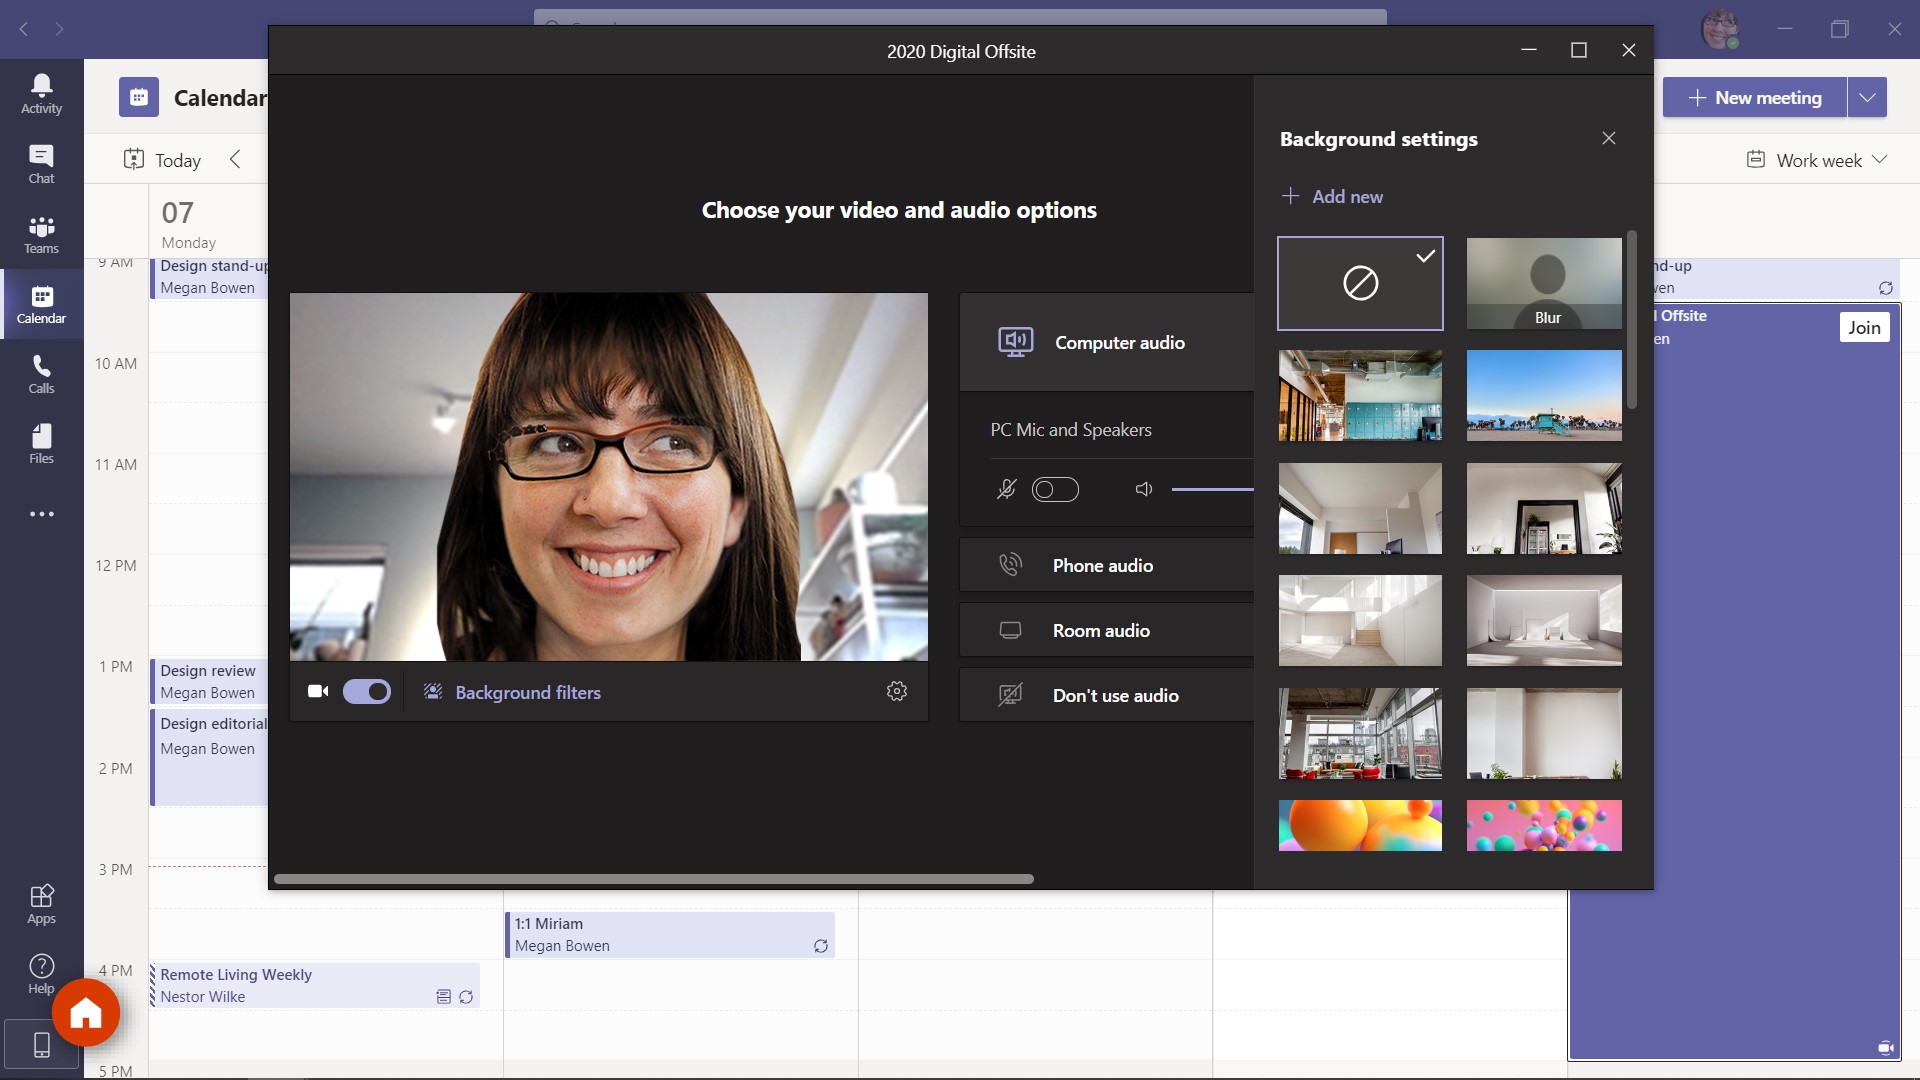 2020 Digital Offsite
Activity
Chat
Teams
Calendar
Calls
Files
Apps
Help
Calendar
New meeting
Today
Work week
07
Monday
9 AM
10 AM
11 AM
12 PM
1 PM
2 PM
3 PM
4 PM
5 PM
Design stand-up
Megan Bowen
Design review
Megan Bowen
Design editorial
Megan Bowen
Remote Living Weekly
Nestor Wilke
1:1 Miriam
Megan Bowen
nd-up
wen
l Offsite
en
Join
Choose your video and audio options
Background filters
Computer audio
PC Mic and Speakers
Phone audio
Room audio
Don't use audio
Background settings
Add new
Blur